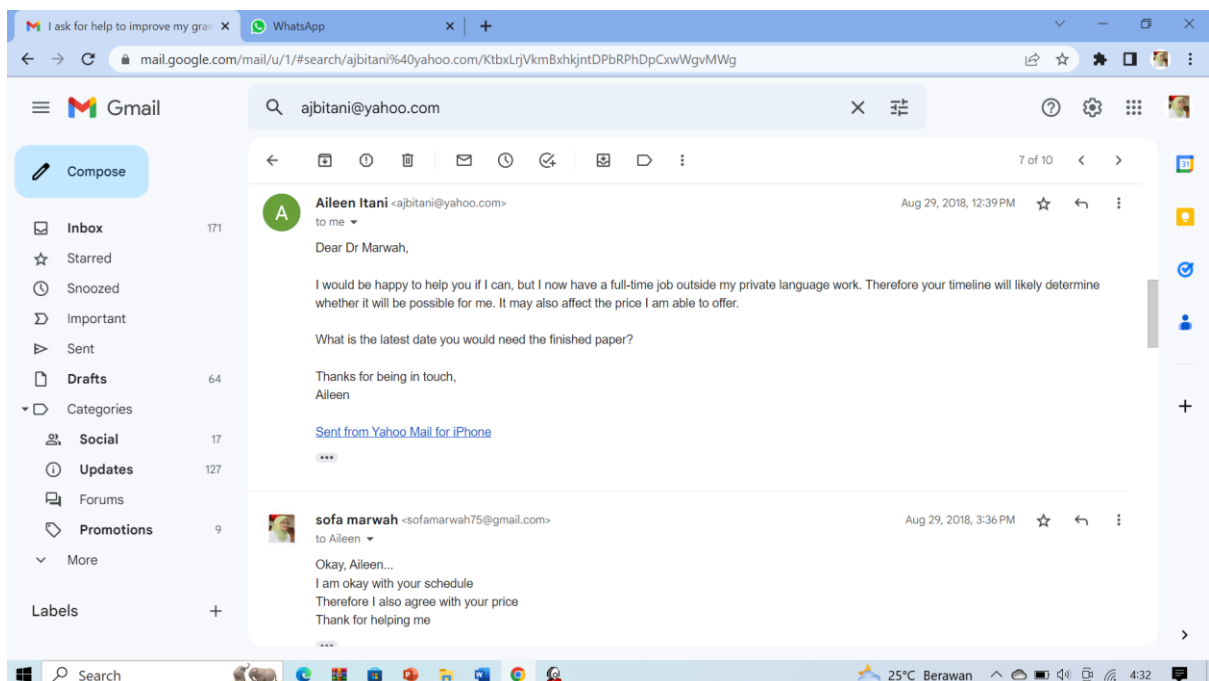 I ask for help to improve my gra
WhatsApp
mail.google.com/mail/u/1/#search/ajbitani%40yahoo.com/KtbxLrjVkmBxhkjntDPbRPhDpCxwWgvMWg
Gmail
ajbitani@yahoo.com
Compose
7 of 10
31
Inbox 171
Starred
Snoozed
Important
Sent
Drafts 64
Categories
Social 17
Updates 127
Forums
Promotions 9
More
Labels
A
Aileen Itani <ajbitani@yahoo.com>
Aug 29, 2018, 12:39 PM
to me
Dear Dr Marwah,
I would be happy to help you if I can, but I now have a full-time job outside my private language work. Therefore your timeline will likely determine
whether it will be possible for me. It may also affect the price I am able to offer.
What is the latest date you would need the finished paper?
Thanks for being in touch,
Aileen
Sent from Yahoo Mail for iPhone
sofa marwah <sofamarwah75@gmail.com>
Aug 29, 2018, 3:36 PM
to Aileen
Okay, Aileen...
I am okay with your schedule
Therefore I also agree with your price
Thank for helping me
Search
25°C Berawan
4:32